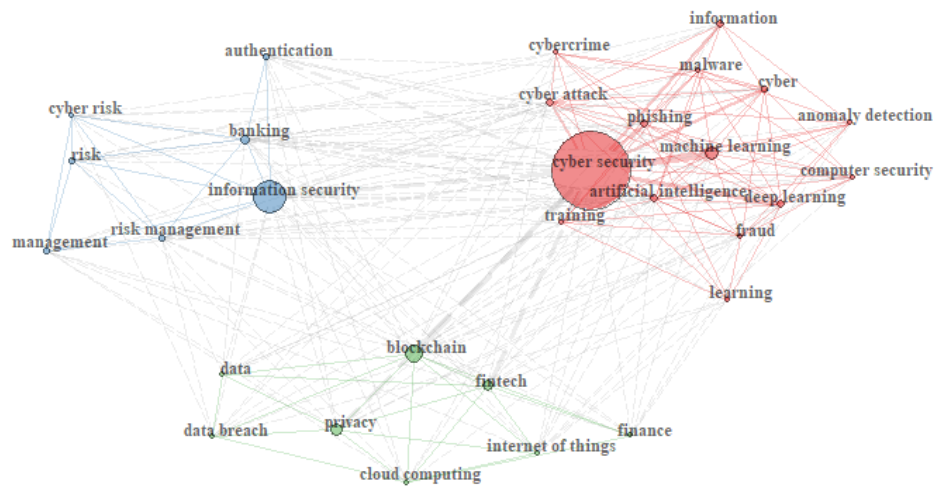 information
cybercrime
authentication
malware
cyber
cyber attack
cyber risk
phishing
anomaly detection
banking
machine learning
risk
cyber security
computer security
information security
artificial intelligence
deep learning
training
risk management
fraud
management
learning
blockchain
data
fintech
privacy
data breach
finance
internet of things
cloud computing